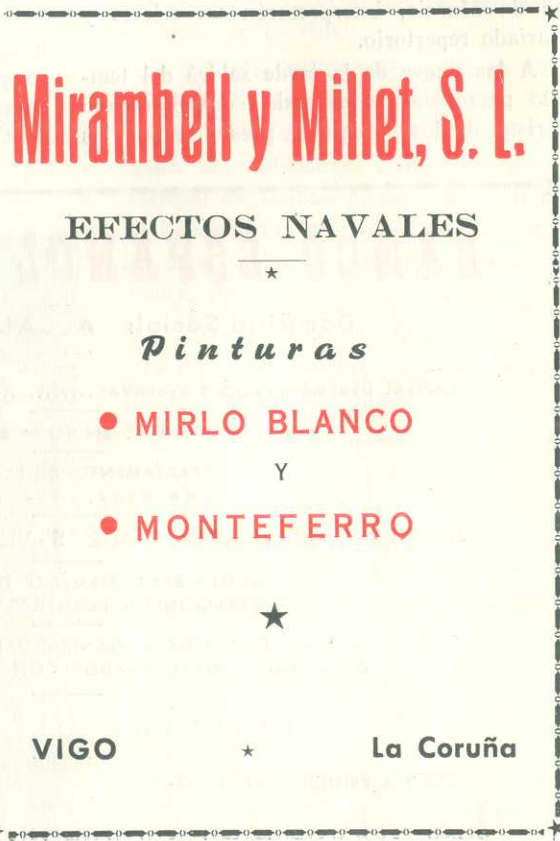 Mirambell y Millet, S. L.
EFECTOS NAVALES
Pinturas
MIRLO BLANCO
Y
MONTEFERRO
VIGO La Coruña